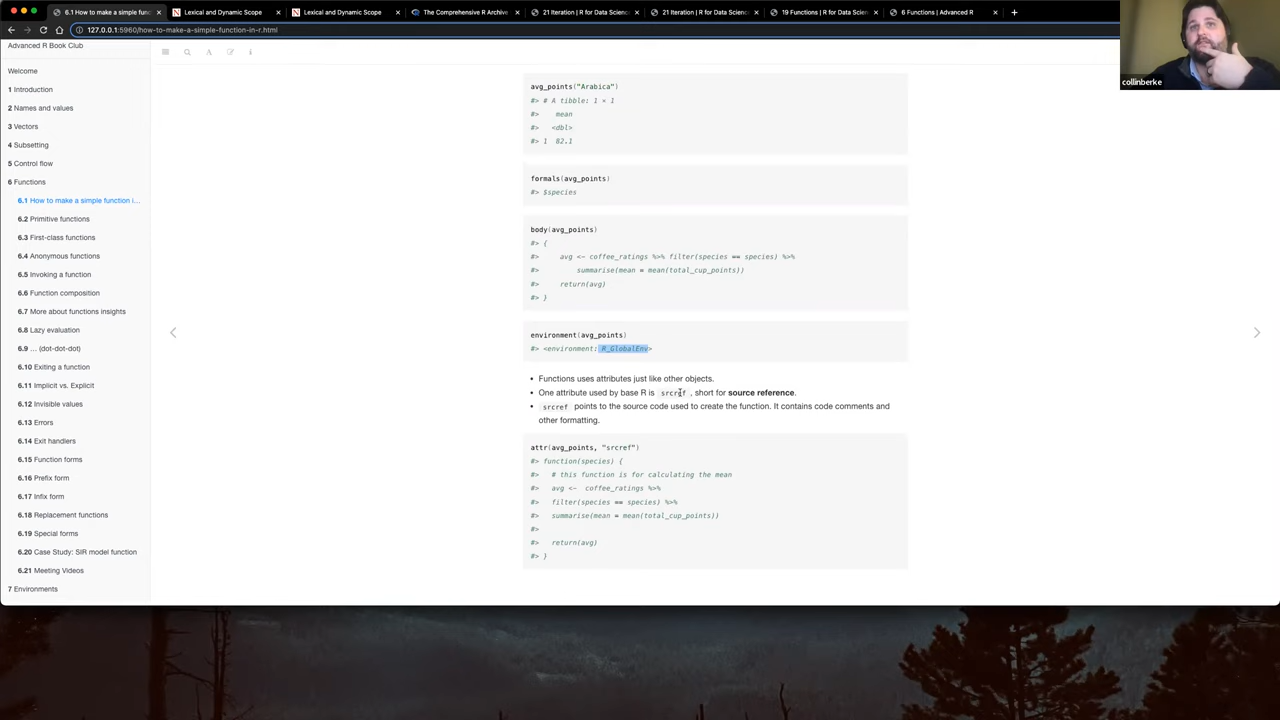 6.1 How to make a simple func
Lexical and Dynamic Scope
Lexical and Dynamic Scope
The Comprehensive R Archive
21 Iteration | R for Data Scien
21 Iteration | R for Data Scien
19 Functions | R for Data Scien
6 Functions | Advanced R
127.0.0.1:5960/how-to-make-a-simple-function-in-r.html
collinberke
Advanced R Book Club
Welcome
1 Introduction
2 Names and values
3 Vectors
4 Subsetting
5 Control flow
6 Functions
6.1 How to make a simple function i…
6.2 Primitive functions
6.3 First-class functions
6.4 Anonymous functions
6.5 Invoking a function
6.6 Function composition
6.7 More about functions insights
6.8 Lazy evaluation
6.9 … (dot-dot-dot)
6.10 Exiting a function
6.11 Implicit vs. Explicit
6.12 Invisible values
6.13 Errors
6.14 Exit handlers
6.15 Function forms
6.16 Prefix form
6.17 Infix form
6.18 Replacement functions
6.19 Special forms
6.20 Case Study: SIR model function
6.21 Meeting Videos
7 Environments
avg_points("Arabica")
#> # A tibble: 1 × 1
#>    mean
#>   <dbl>
#> 1  82.1
formals(avg_points)
#> $species
body(avg_points)
#> {
#>     avg <- coffee_ratings %>% filter(species == species) %>%
#>         summarise(mean = mean(total_cup_points))
#>     return(avg)
#> }
environment(avg_points)
#> <environment: R_GlobalEnv>
• Functions uses attributes just like other objects.
• One attribute used by base R is srcref , short for source reference.
• srcref points to the source code used to create the function. It contains code comments and
other formatting.
attr(avg_points, "srcref")
#> function(species) {
#>   # this function is for calculating the mean
#>   avg <-  coffee_ratings %>%
#>   filter(species == species) %>%
#>   summarise(mean = mean(total_cup_points))
#>
#>   return(avg)
#> }